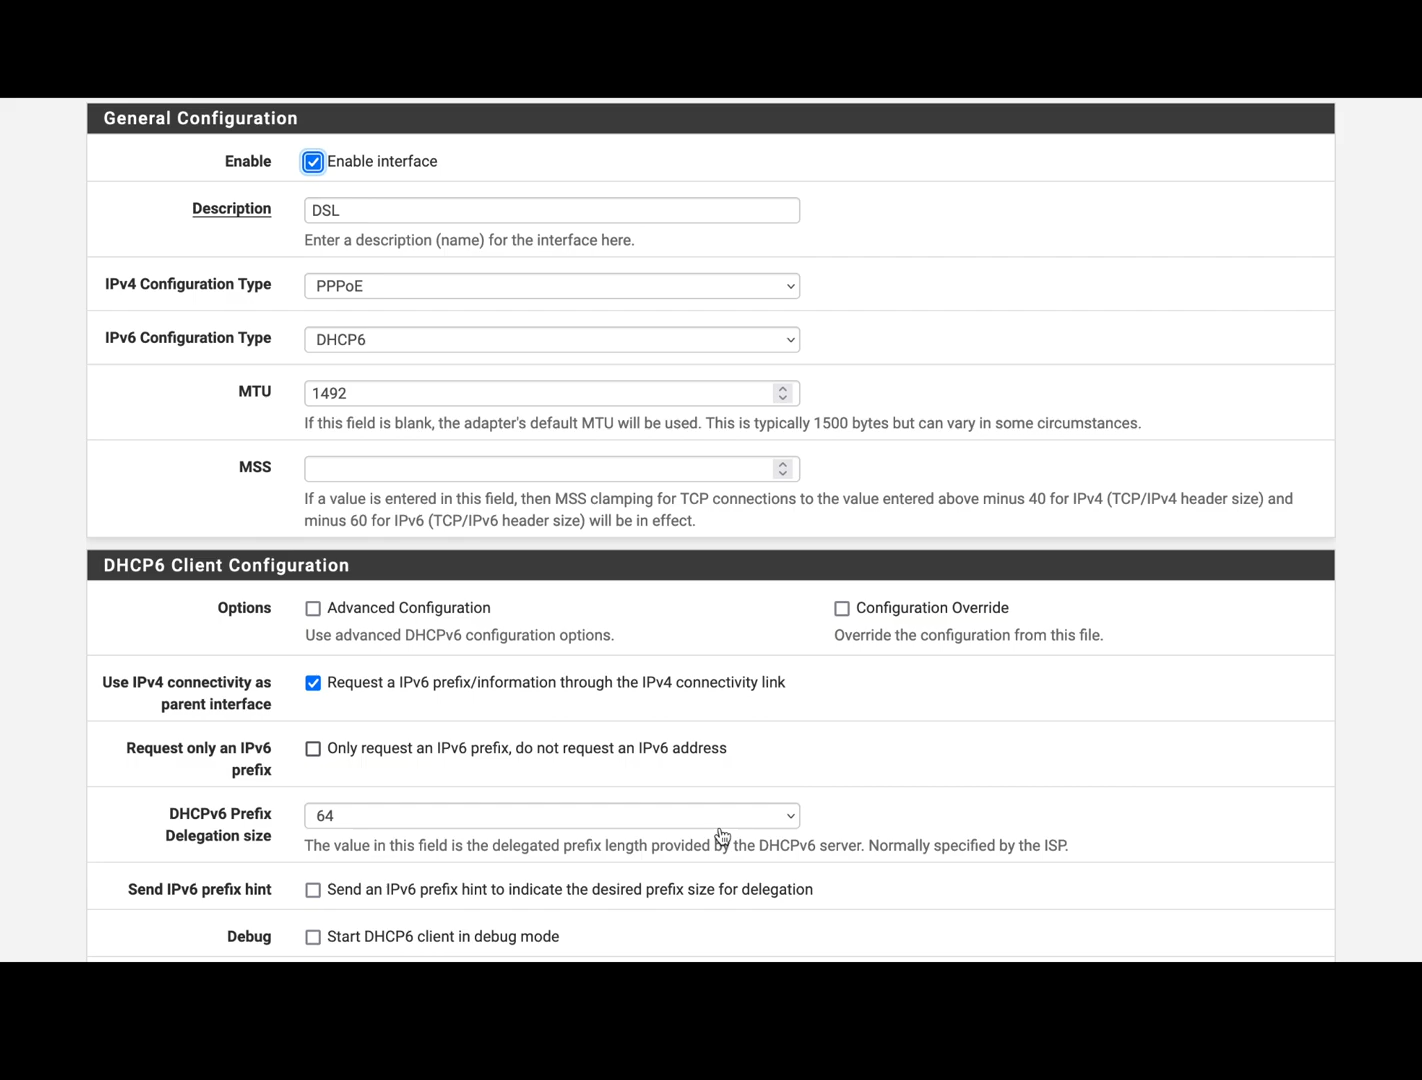 General Configuration
Enable
Enable interface
Description
DSL
Enter a description (name) for the interface here.
IPv4 Configuration Type
PPPoE
IPv6 Configuration Type
DHCP6
MTU
1492
If this field is blank, the adapter's default MTU will be used. This is typically 1500 bytes but can vary in some circumstances.
MSS
If a value is entered in this field, then MSS clamping for TCP connections to the value entered above minus 40 for IPv4 (TCP/IPv4 header size) and
minus 60 for IPv6 (TCP/IPv6 header size) will be in effect.
DHCP6 Client Configuration
Options
Advanced Configuration
Use advanced DHCPv6 configuration options.
Configuration Override
Override the configuration from this file.
Use IPv4 connectivity as
parent interface
Request a IPv6 prefix/information through the IPv4 connectivity link
Request only an IPv6
prefix
Only request an IPv6 prefix, do not request an IPv6 address
DHCPv6 Prefix
Delegation size
64
The value in this field is the delegated prefix length provided by the DHCPv6 server. Normally specified by the ISP.
Send IPv6 prefix hint
Send an IPv6 prefix hint to indicate the desired prefix size for delegation
Debug
Start DHCP6 client in debug mode